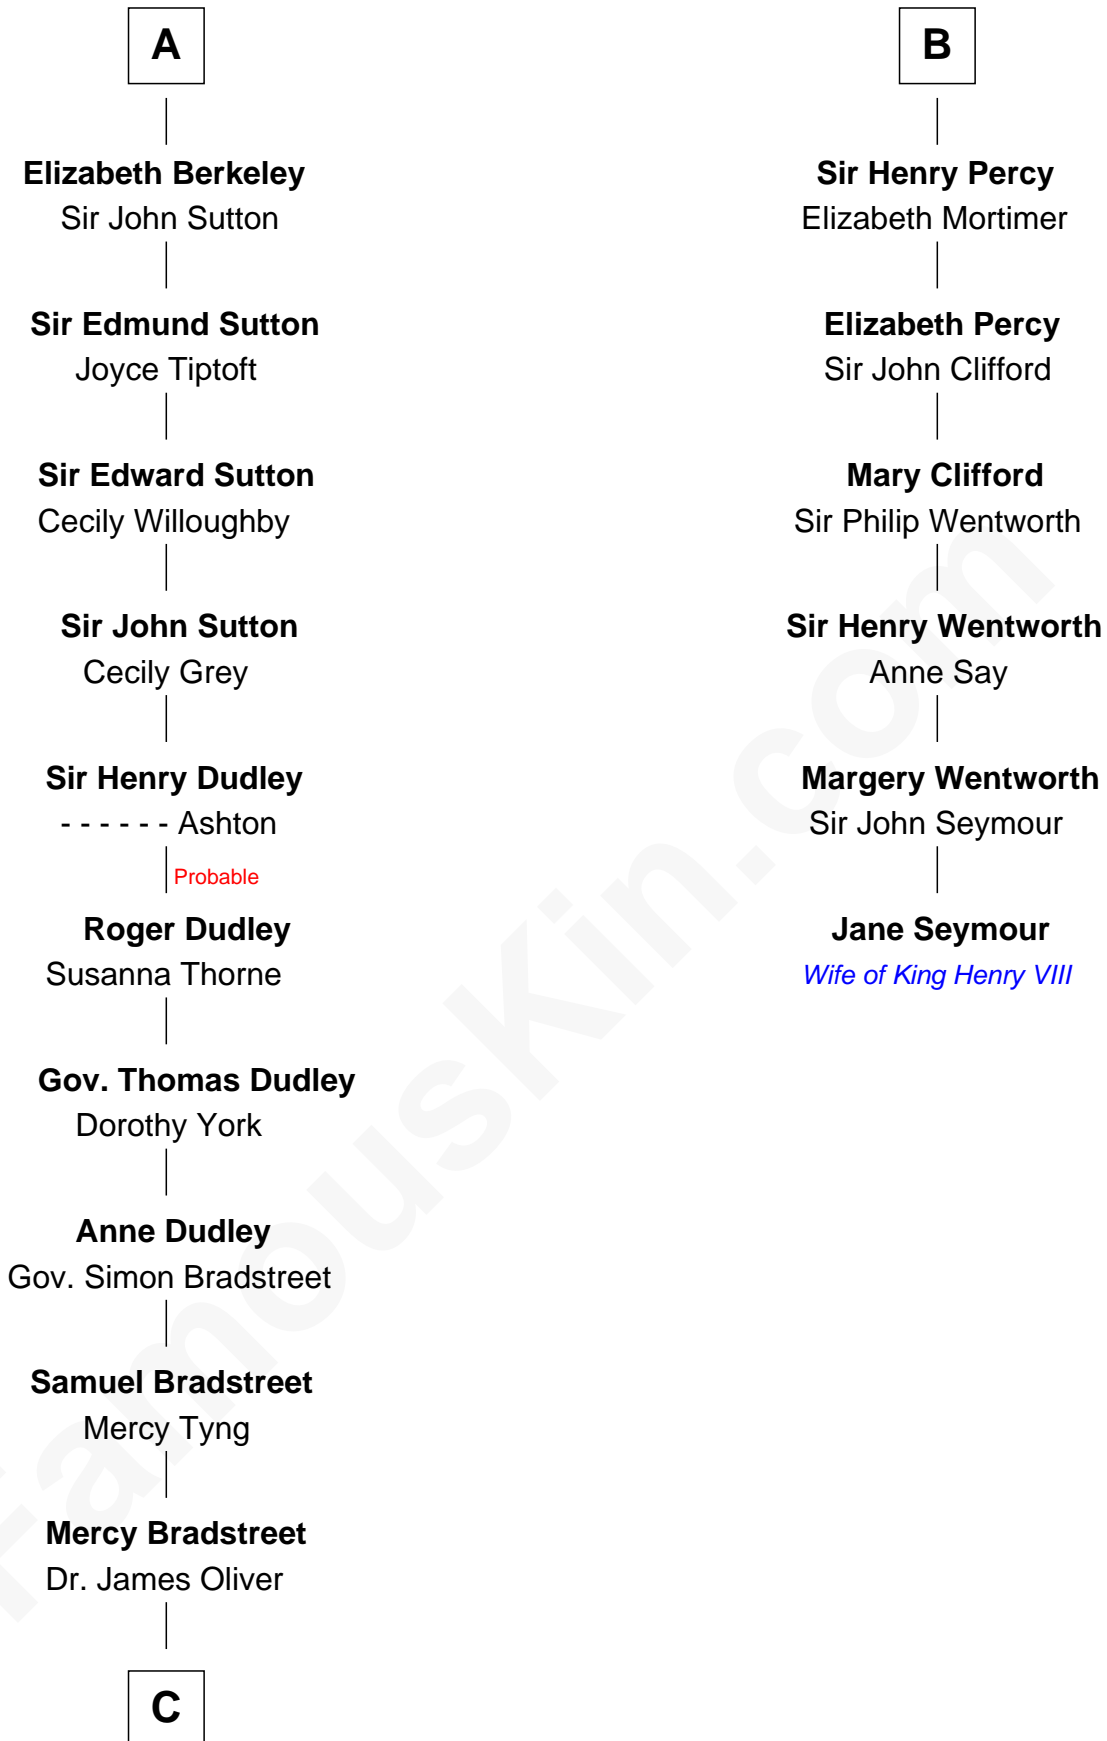 A
Elizabeth Berkeley
Sir John Sutton
Sir Edmund Sutton
Joyce Tiptoft
Sir Edward Sutton
Cecily Willoughby
Sir John Sutton
Cecily Grey
Sir Henry Dudley
- - - - - - Ashton
Probable
Roger Dudley
Susanna Thorne
Gov. Thomas Dudley
Dorothy York
Anne Dudley
Gov. Simon Bradstreet
Samuel Bradstreet
Mercy Tyng
Mercy Bradstreet
Dr. James Oliver
C
B
Sir Henry Percy
Elizabeth Mortimer
Elizabeth Percy
Sir John Clifford
Mary Clifford
Sir Philip Wentworth
Sir Henry Wentworth
Anne Say
Margery Wentworth
Sir John Seymour
Jane Seymour
Wife of King Henry VIII
FamousKin.com